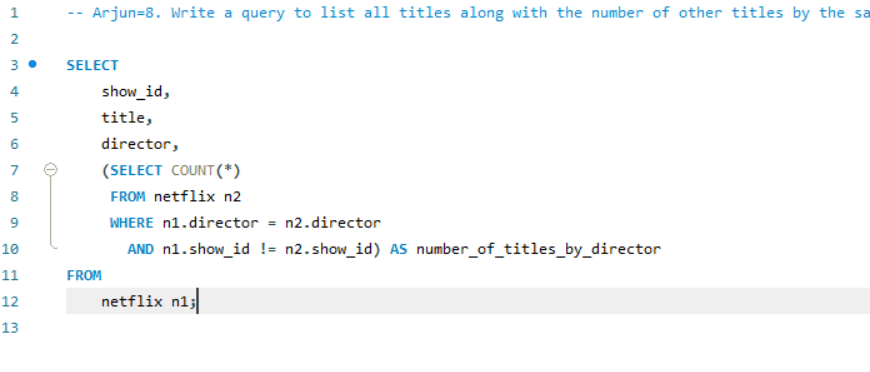 1 -- Arjun=8. Write a query to list all titles along with the number of other titles by the sa
2
3 SELECT
4 show_id,
5 title,
6 director,
7 (SELECT COUNT(*)
8 FROM netflix n2
9 WHERE n1.director = n2.director
10 AND n1.show_id != n2.show_id) AS number_of_titles_by_director
11 FROM
12 netflix n1;
13